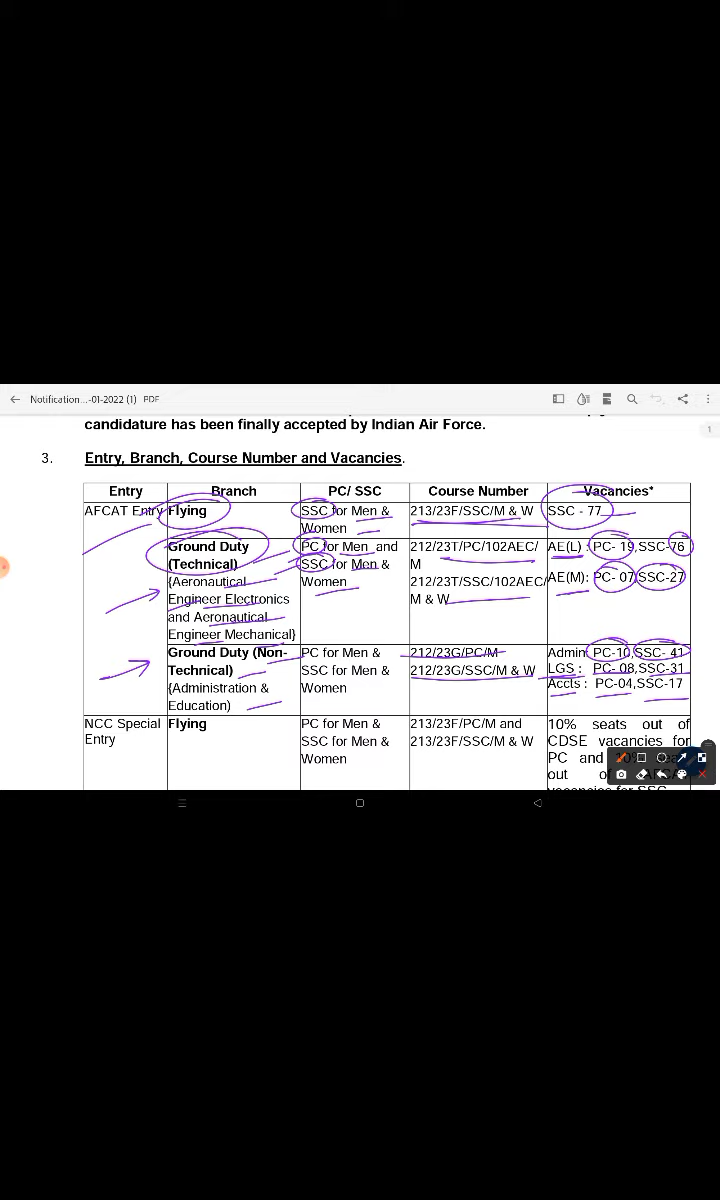 Notification...-01-2022 (1) PDF
1
candidature has been finally accepted by Indian Air Force.
3. Entry, Branch, Course Number and Vacancies.
Entry Branch PC/ SSC Course Number Vacancies*
AFCAT Entry Flying SSC for Men & Women 213/23F/SSC/M & W SSC - 77
Ground Duty
(Technical)
{Aeronautical
Engineer Electronics
and Aeronautical
Engineer Mechanical}
PC for Men and
SSC for Men &
Women
212/23T/PC/102AEC/
M
212/23T/SSC/102AEC/
M & W
AE(L) : PC- 19,SSC-76
AE(M): PC- 07,SSC-27
Ground Duty (Non-
Technical)
{Administration &
Education)
PC for Men &
SSC for Men &
Women
212/23G/PC/M
212/23G/SSC/M & W
Admin: PC-10,SSC- 41
LGS : PC- 08,SSC-31
Accts : PC-04,SSC-17
NCC Special
Entry
Flying
PC for Men &
SSC for Men &
Women
213/23F/PC/M and
213/23F/SSC/M & W
10% seats out of
CDSE vacancies for
PC and
out of